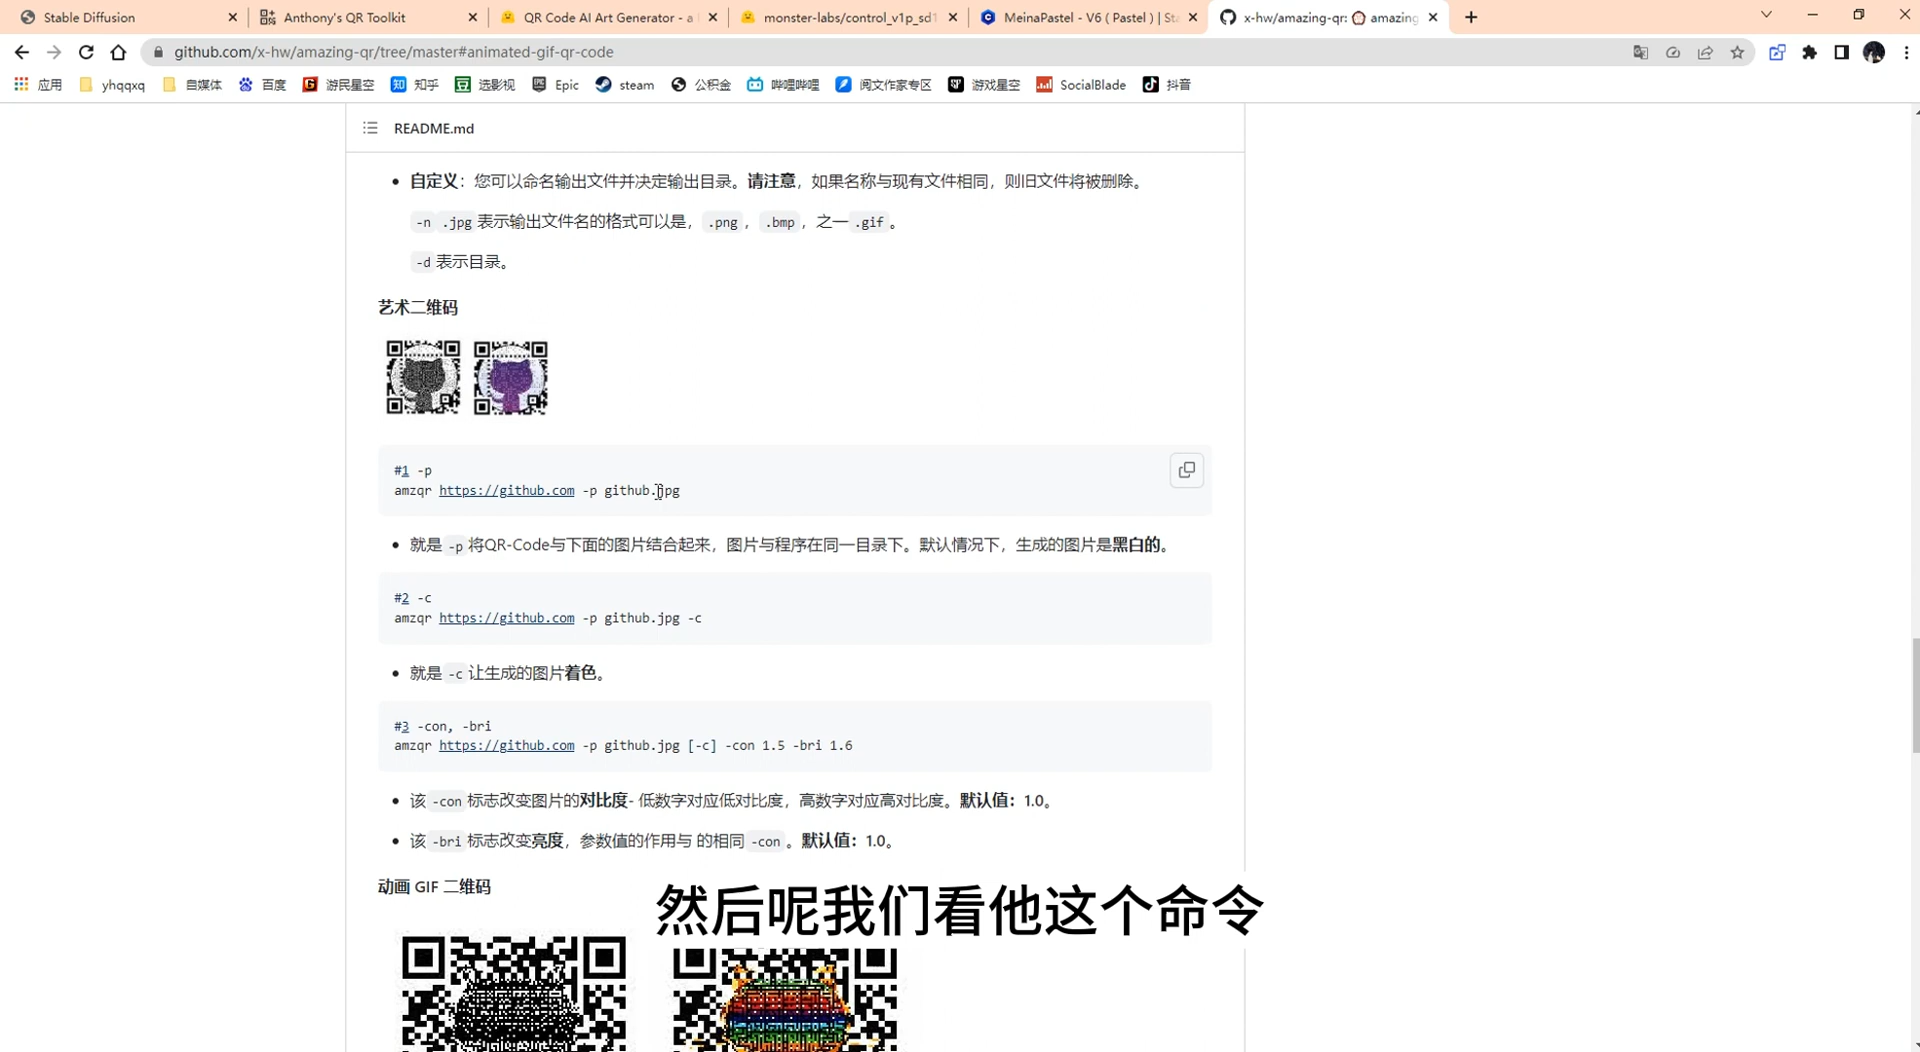 Stable Diffusion
Anthony's QR Toolkit
QR Code AI Art Generator - a
monster-labs/control_v1p_sd1
MeinaPastel - V6 ( Pastel ) | Sta
x-hw/amazing-qr: amazing
github.com/x-hw/amazing-qr/tree/master#animated-gif-qr-code
应用
yhqqxq
自媒体
百度
游民星空
知乎
选影视
Epic
steam
公积金
哔哩哔哩
阅文作家专区
游戏星空
SocialBlade
抖音
README.md
自定义：您可以命名输出文件并决定输出目录。请注意，如果名称与现有文件相同，则旧文件将被删除。
-n .jpg 表示输出文件名的格式可以是， .png ， .bmp ，之一 .gif 。
-d 表示目录。
艺术二维码
#1 -p
amzqr https://github.com -p github.jpg
就是 -p 将QR-Code与下面的图片结合起来，图片与程序在同一目录下。默认情况下，生成的图片是黑白的。
#2 -c
amzqr https://github.com -p github.jpg -c
就是 -c 让生成的图片着色。
#3 -con, -bri
amzqr https://github.com -p github.jpg [-c] -con 1.5 -bri 1.6
该 -con 标志改变图片的对比度- 低数字对应低对比度，高数字对应高对比度。默认值：1.0。
该 -bri 标志改变亮度，参数值的作用与 的相同 -con 。默认值：1.0。
动画 GIF 二维码
然后呢我们看他这个命令